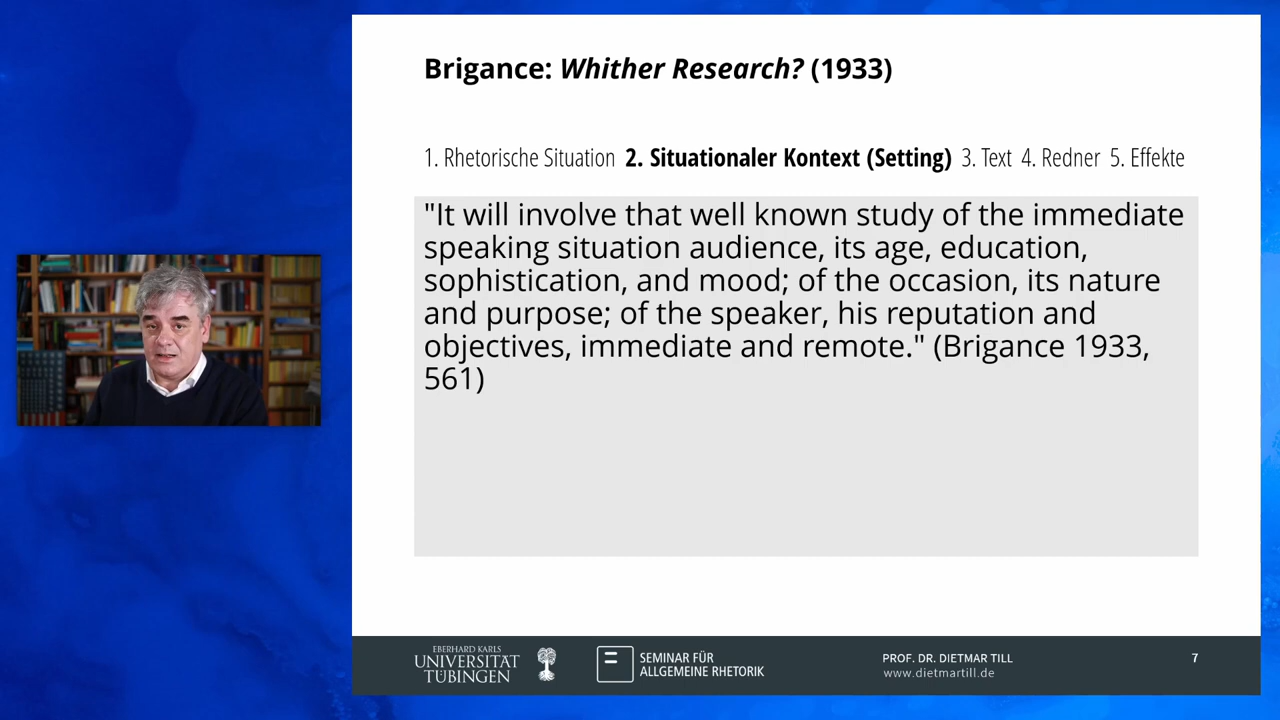 Brigance: Whither Research? (1933)
1. Rhetorische Situation 2. Situationaler Kontext (Setting) 3. Text 4. Redner 5. Effekte
"It will involve that well known study of the immediate
speaking situation audience, its age, education,
sophistication, and mood; of the occasion, its nature
and purpose; of the speaker, his reputation and
objectives, immediate and remote." (Brigance 1933,
561)
EBERHARD KARLS
UNIVERSITÄT
TÜBINGEN
SEMINAR FÜR
ALLGEMEINE RHETORIK
PROF. DR. DIETMAR TILL
www.dietmartill.de
7